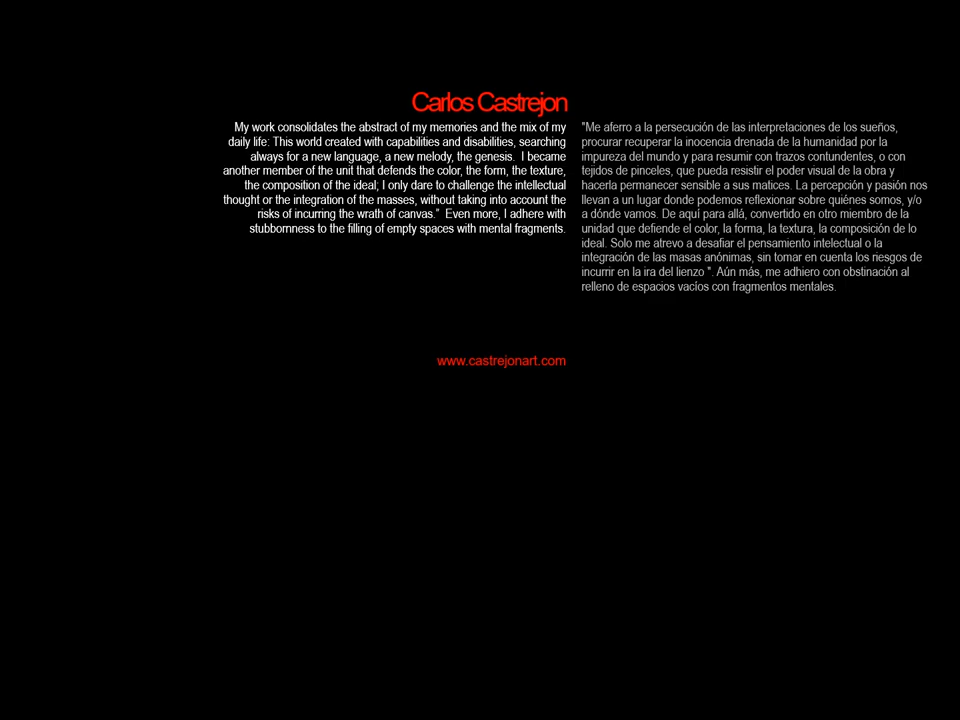 Carlos Castrejon
My work consolidates the abstract of my memories and the mix of my
daily life: This world created with capabilities and disabilities, searching
always for a new language, a new melody, the genesis.  I became
another member of the unit that defends the color, the form, the texture,
the composition of the ideal; I only dare to challenge the intellectual
thought or the integration of the masses, without taking into account the
risks of incurring the wrath of canvas."  Even more, I adhere with
stubbornness to the filling of empty spaces with mental fragments.
"Me aferro a la persecución de las interpretaciones de los sueños,
procurar recuperar la inocencia drenada de la humanidad por la
impureza del mundo y para resumir con trazos contundentes, o con
tejidos de pinceles, que pueda resistir el poder visual de la obra y
hacerla permanecer sensible a sus matices. La percepción y pasión nos
llevan a un lugar donde podemos reflexionar sobre quiénes somos, y/o
a dónde vamos. De aquí para allá, convertido en otro miembro de la
unidad que defiende el color, la forma, la textura, la composición de lo
ideal. Solo me atrevo a desafiar el pensamiento intelectual o la
integración de las masas anónimas, sin tomar en cuenta los riesgos de
incurrir en la ira del lienzo ". Aún más, me adhiero con obstinación al
relleno de espacios vacíos con fragmentos mentales.
www.castrejonart.com